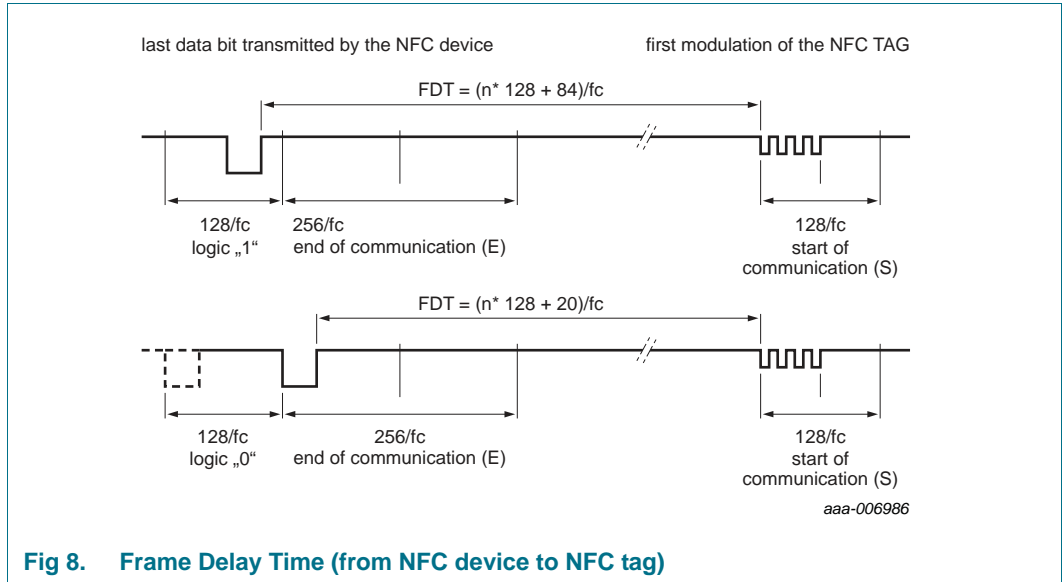 last data bit transmitted by the NFC device
first modulation of the NFC TAG
FDT = (n* 128 + 84)/fc
128/fc
logic „1“
256/fc
end of communication (E)
128/fc
start of
communication (S)
FDT = (n* 128 + 20)/fc
128/fc
logic „0“
256/fc
end of communication (E)
128/fc
start of
communication (S)
aaa-006986
Fig 8. Frame Delay Time (from NFC device to NFC tag)